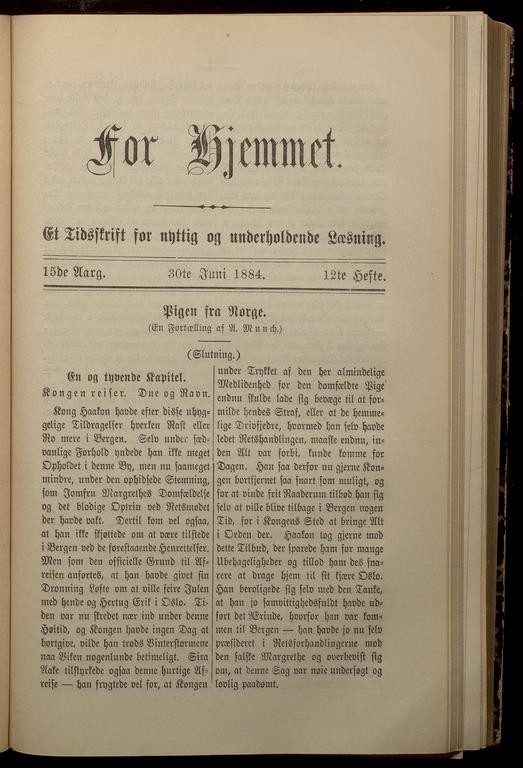 For Hjemmet.
Et Tidsskrift for nyttig og underholdende Læsning.
15de Aarg. 30te Juni 1884. 12te Hefte.
Pigen fra Norge.
(En Fortælling af A. Munch.)
(Slutning.)
En og tyvende Kapitel.
Kongen reiser. Due og Ravn.
Kong Haakon havde efter disse uhyg-
gelige Tildragelser hverken Rast eller
Ro mere i Bergen. Selv under sæd-
vanlige Forhold yndede han ikke meget
Opholdet i denne By, men nu saameget
mindre, under den ophidsede Stemning,
som Jomfru Margrethes Domfældelse
og det blodige Optrin ved Retsmødet
der havde vakt. Dertil kom vel ogsaa,
at han ikke skjøttede om at være tilstede
i Bergen ved de forestaaende Henrettelser.
Men som den officielle Grund til Af-
reisen anførtes, at han havde givet sin
Dronning Løfte om at ville feire Julen
med hende og Hertug Erik i Oslo. Ti-
den var nu skredet nær ind under denne
Høitid, og Kongen havde ingen Dag at
bortgive, vilde han trods Vinterstormene
naa Viken nogenlunde betimeligt. Sira
Aake tilskyrkede ogsaa denne hurtige Af-
reise — han frygtede vel for, at Kongen
under Trykket af den her almindelige
Medlidenhed for den domfældte Pige
endnu skulde lade sig bevæge til at for-
milde hendes Straf, eller at de hemme-
lige Drivfjedre, hvormed han selv havde
ledet Retshandlingen, maaske endnu, in-
den Alt var forbi, kunde komme for
Dagen. Han saa derfor nu gjerne Kon-
gen bortfjernet saa snart som muligt, og
for at vinde frit Raaderum tilbød han sig
selv at ville blive tilbage i Bergen nogen
Tid, for i Kongens Sted at bringe Alt
i Orden der. Haakon tog gjerne mod
dette Tilbud, der sparede ham for mange
Ubehageligheder og tillod ham des sna-
rere at drage hjem til sit kjære Oslo.
Han beroligede sig selv med den Tanke,
at han jo samvittighedsfuldt havde ud-
ført det Ærinde, hvorfor han var kom-
men til Bergen — han havde jo nu selv
præsideret i Retsforhandlingerne mod
den falske Margrethe og overbevist sig
om, at denne Sag var nøie undersøgt og
lovlig paadømt.